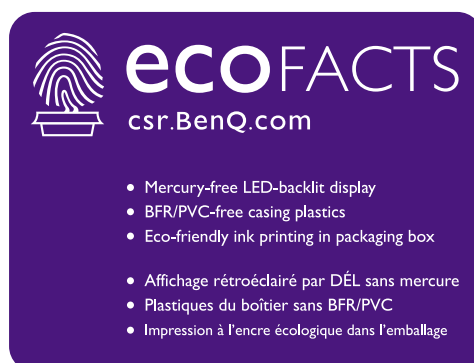 ecoFACTS
csr.BenQ.com
• Mercury-free LED-backlit display
• BFR/PVC-free casing plastics
• Eco-friendly ink printing in packaging box
• Affichage rétroéclairé par DÉL sans mercure
• Plastiques du boîtier sans BFR/PVC
• Impression à l'encre écologique dans l'emballage